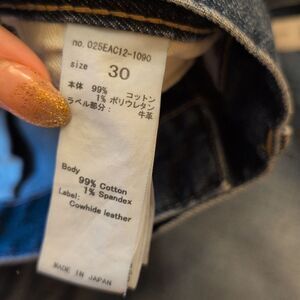 no. 025EAC12-1090
size 30
本体 99% コットン
1% ポリウレタン
ラベル部分: 牛革
Body
99% Cotton
1% Spandex
Label:
Cowhide leather
MADE IN JAPAN